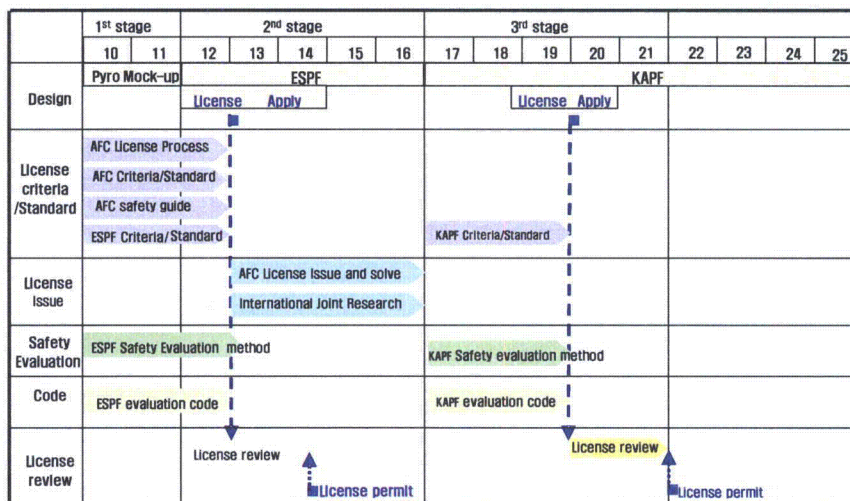 1st stage 2nd stage 3rd stage
10 11 12 13 14 15 16 17 18 19 20 21 22 23 24 25
Design
Pyro Mock-up ESPF KAPF
License Apply License Apply
License
criteria
/Standard
AFC License Process
AFC Criteria/Standard
AFC safety guide
ESPF Criteria/Standard KAPF Criteria/Standard
License
Issue
AFC License Issue and solve
International Joint Research
Safety
Evaluation
ESPF Safety Evaluation method KAPF Safety evaluation method
Code
ESPF evaluation code KAPF evaluation code
License
review
License review License review
License permit License permit